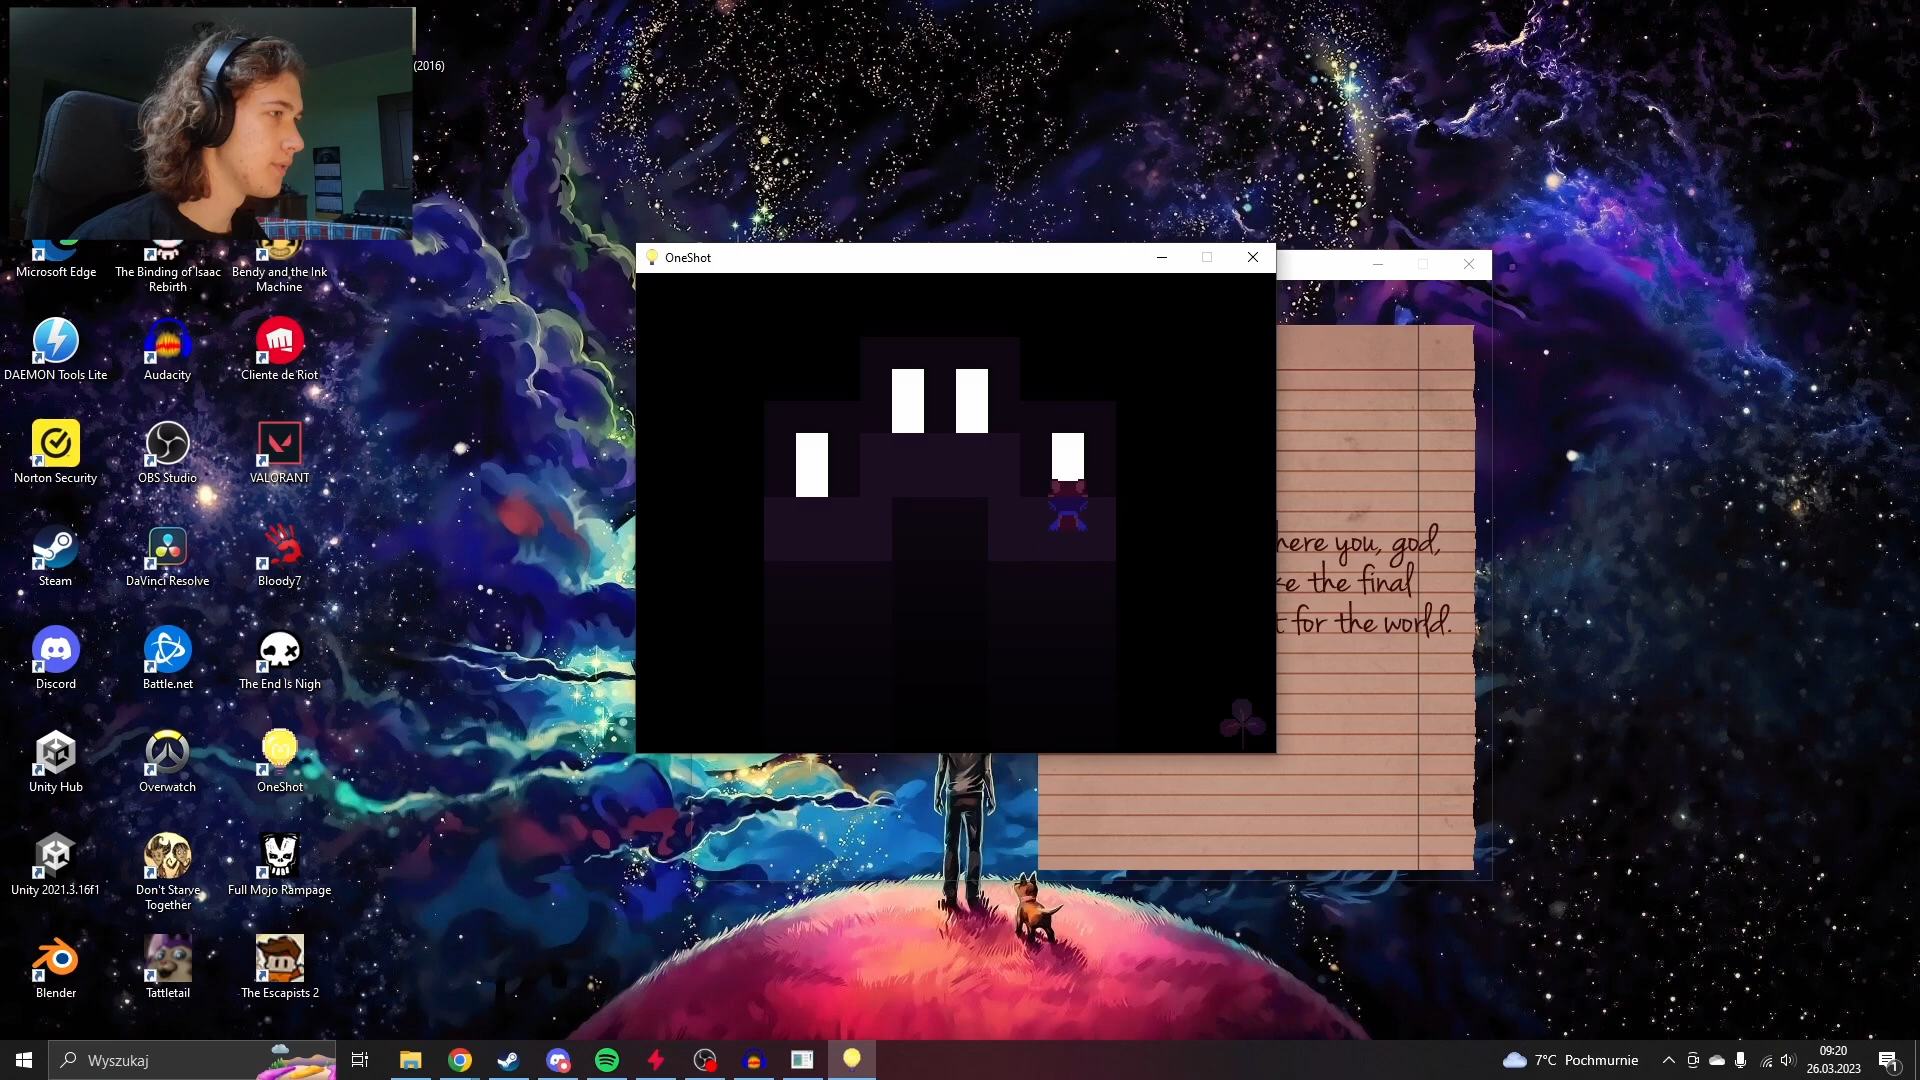 (2016)
Microsoft Edge
The Binding of Isaac
Rebirth
Bendy and the Ink
Machine
DAEMON Tools Lite
Audacity
Cliente de Riot
Norton Security
OBS Studio
VALORANT
Steam
DaVinci Resolve
Bloody7
Discord
Battle.net
The End Is Nigh
Unity Hub
Overwatch
OneShot
Unity 2021.3.16f1
Don't Starve
Together
Full Mojo Rampage
Blender
Tattletail
The Escapists 2
OneShot
here you, god,
ke the final
t for the world.
Wyszukaj
7°C Pochmurnie
09:20
26.03.2023
1